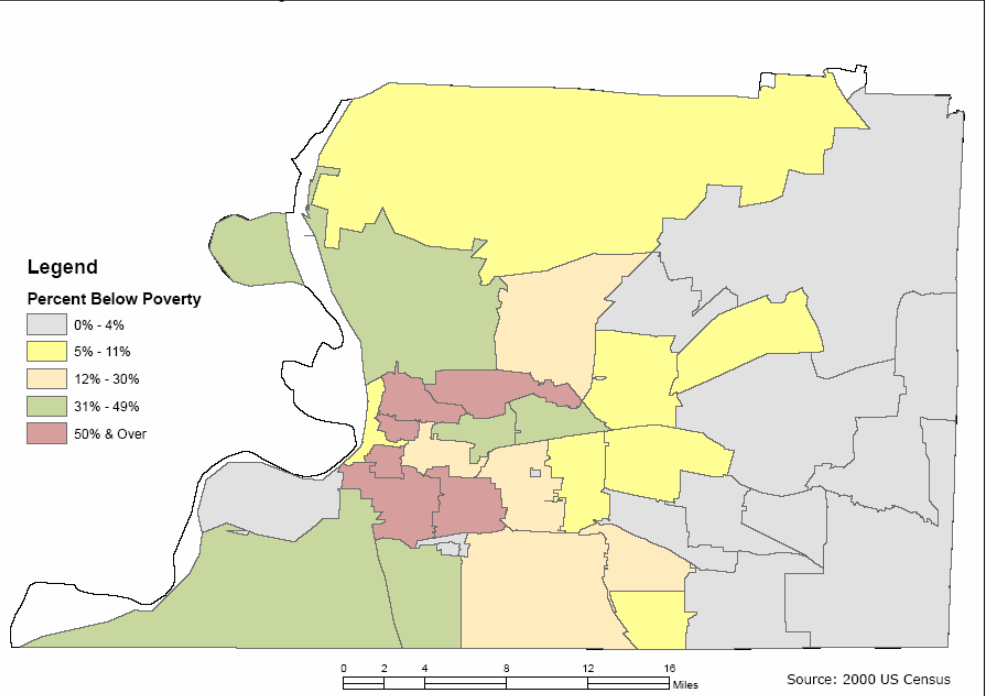 Legend
Percent Below Poverty
0% - 4%
5% - 11%
12% - 30%
31% - 49%
50% & Over
0 2 4 8 12 16
Miles
Source: 2000 US Census